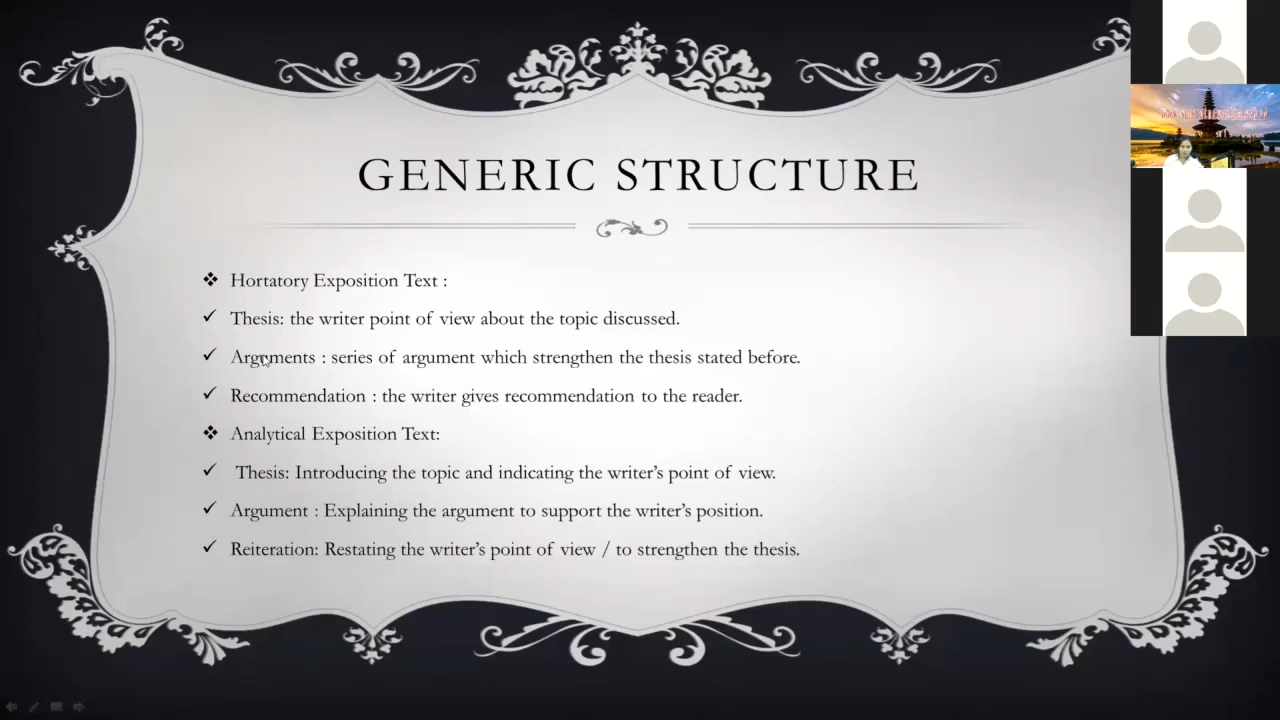 GENERIC STRUCTURE
Hortatory Exposition Text :
Thesis: the writer point of view about the topic discussed.
Arguments : series of argument which strengthen the thesis stated before.
Recommendation : the writer gives recommendation to the reader.
Analytical Exposition Text:
Thesis: Introducing the topic and indicating the writer's point of view.
Argument : Explaining the argument to support the writer's position.
Reiteration: Restating the writer's point of view / to strengthen the thesis.